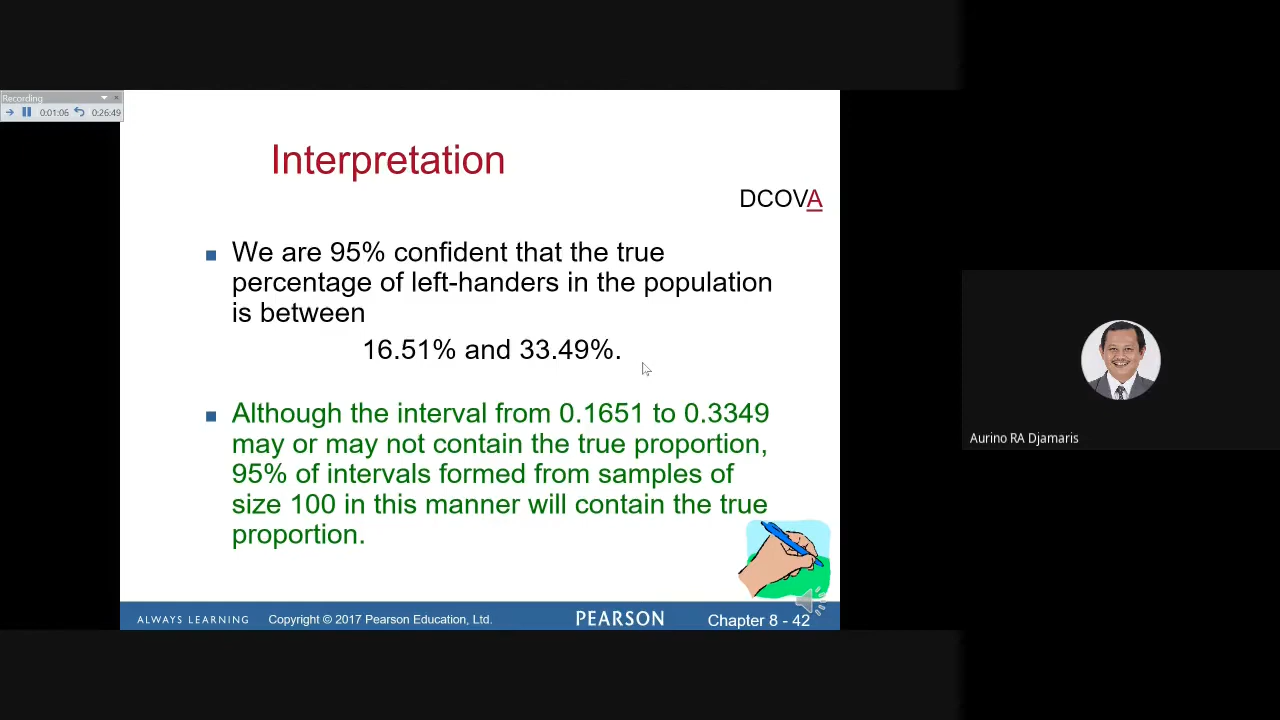 Recording
0:01:06 0:26:49
Interpretation
DCOVA
We are 95% confident that the true
percentage of left-handers in the population
is between
16.51% and 33.49%.
Although the interval from 0.1651 to 0.3349
may or may not contain the true proportion,
95% of intervals formed from samples of
size 100 in this manner will contain the true
proportion.
ALWAYS LEARNING Copyright © 2017 Pearson Education, Ltd. PEARSON Chapter 8 - 42
Aurino RA Djamaris